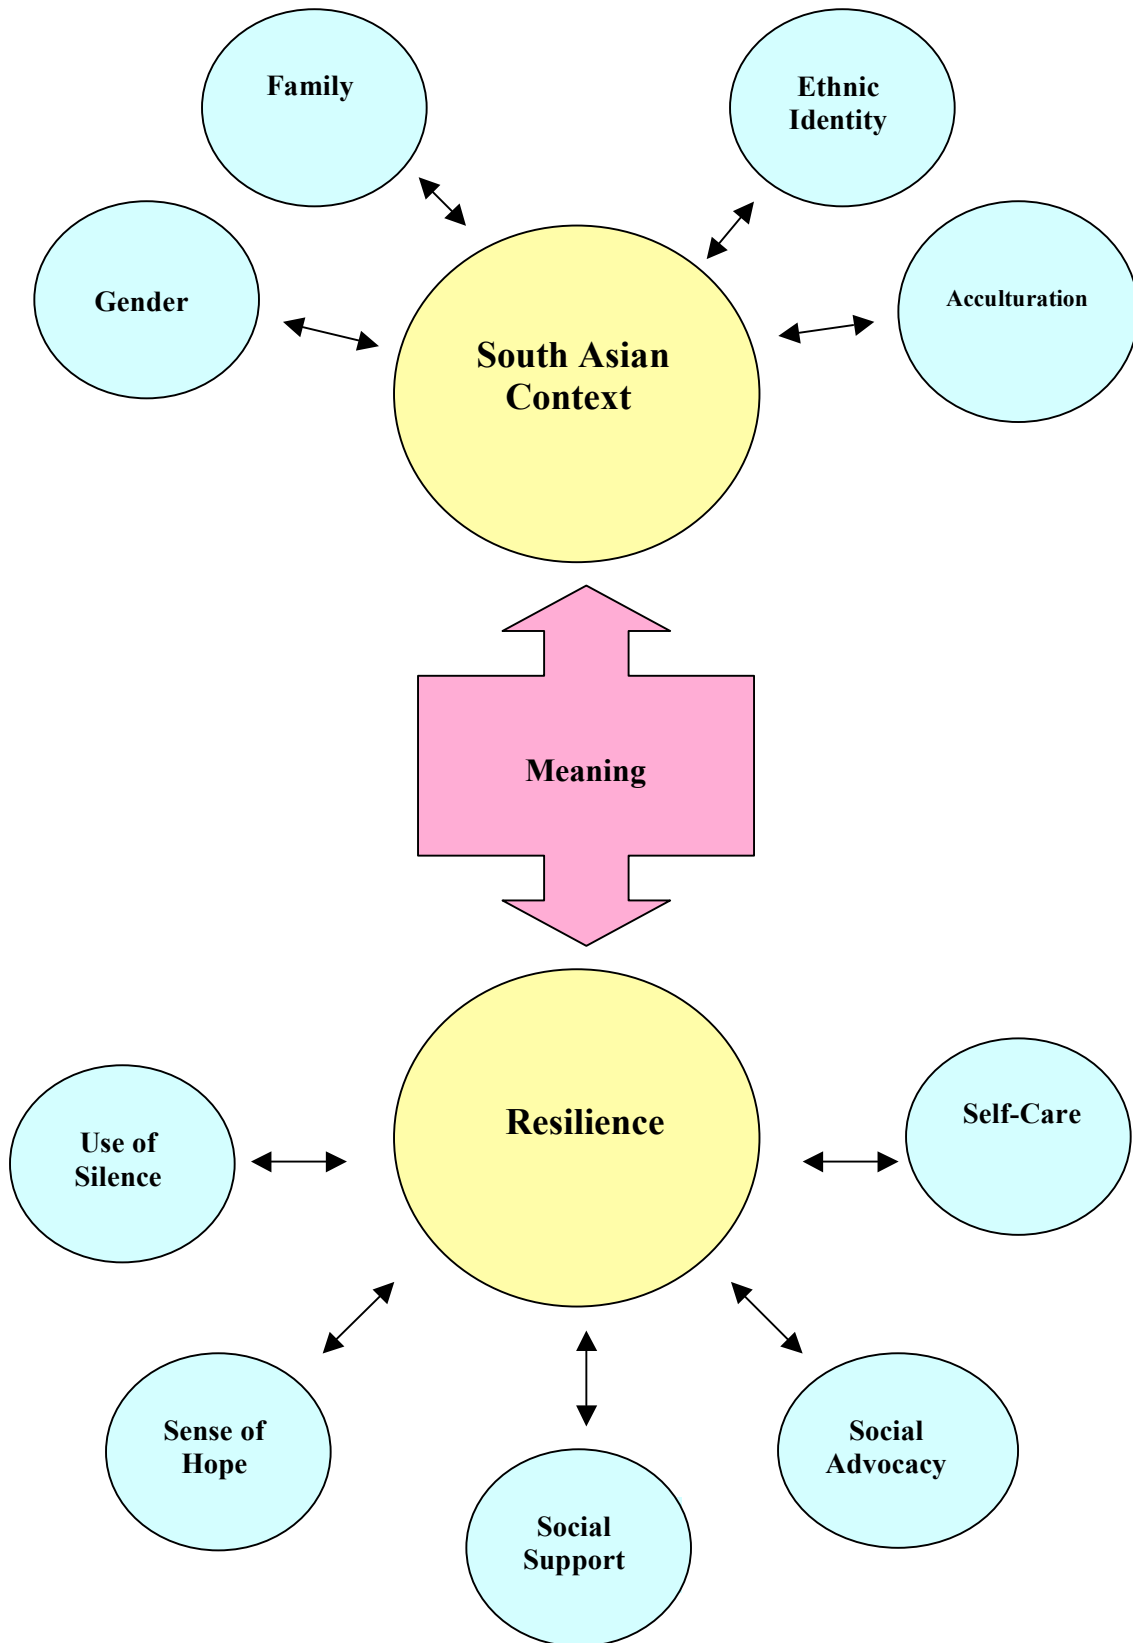 Family
Ethnic
Identity
Gender
Acculturation
South Asian
Context
Meaning
Resilience
Self-Care
Use of
Silence
Sense of
Hope
Social
Advocacy
Social
Support